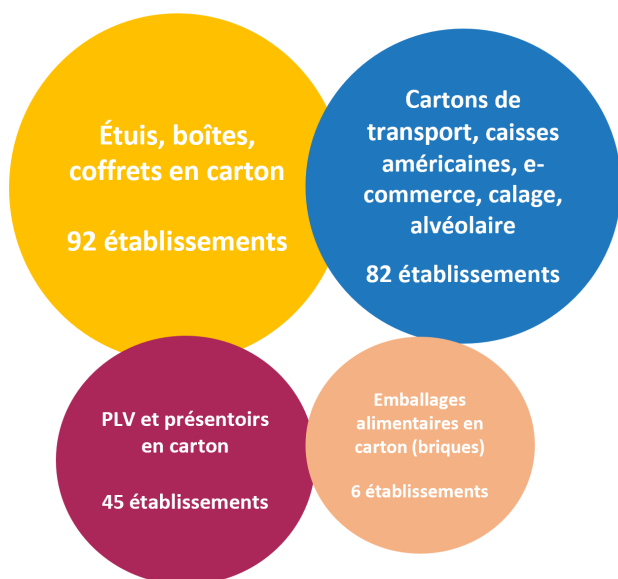 Étuis, boîtes,
coffrets en carton
92 établissements
Cartons de
transport, caisses
américaines, e-
commerce, calage,
alvéolaire
82 établissements
PLV et présentoirs
en carton
45 établissements
Emballages
alimentaires en
carton (briques)
6 établissements